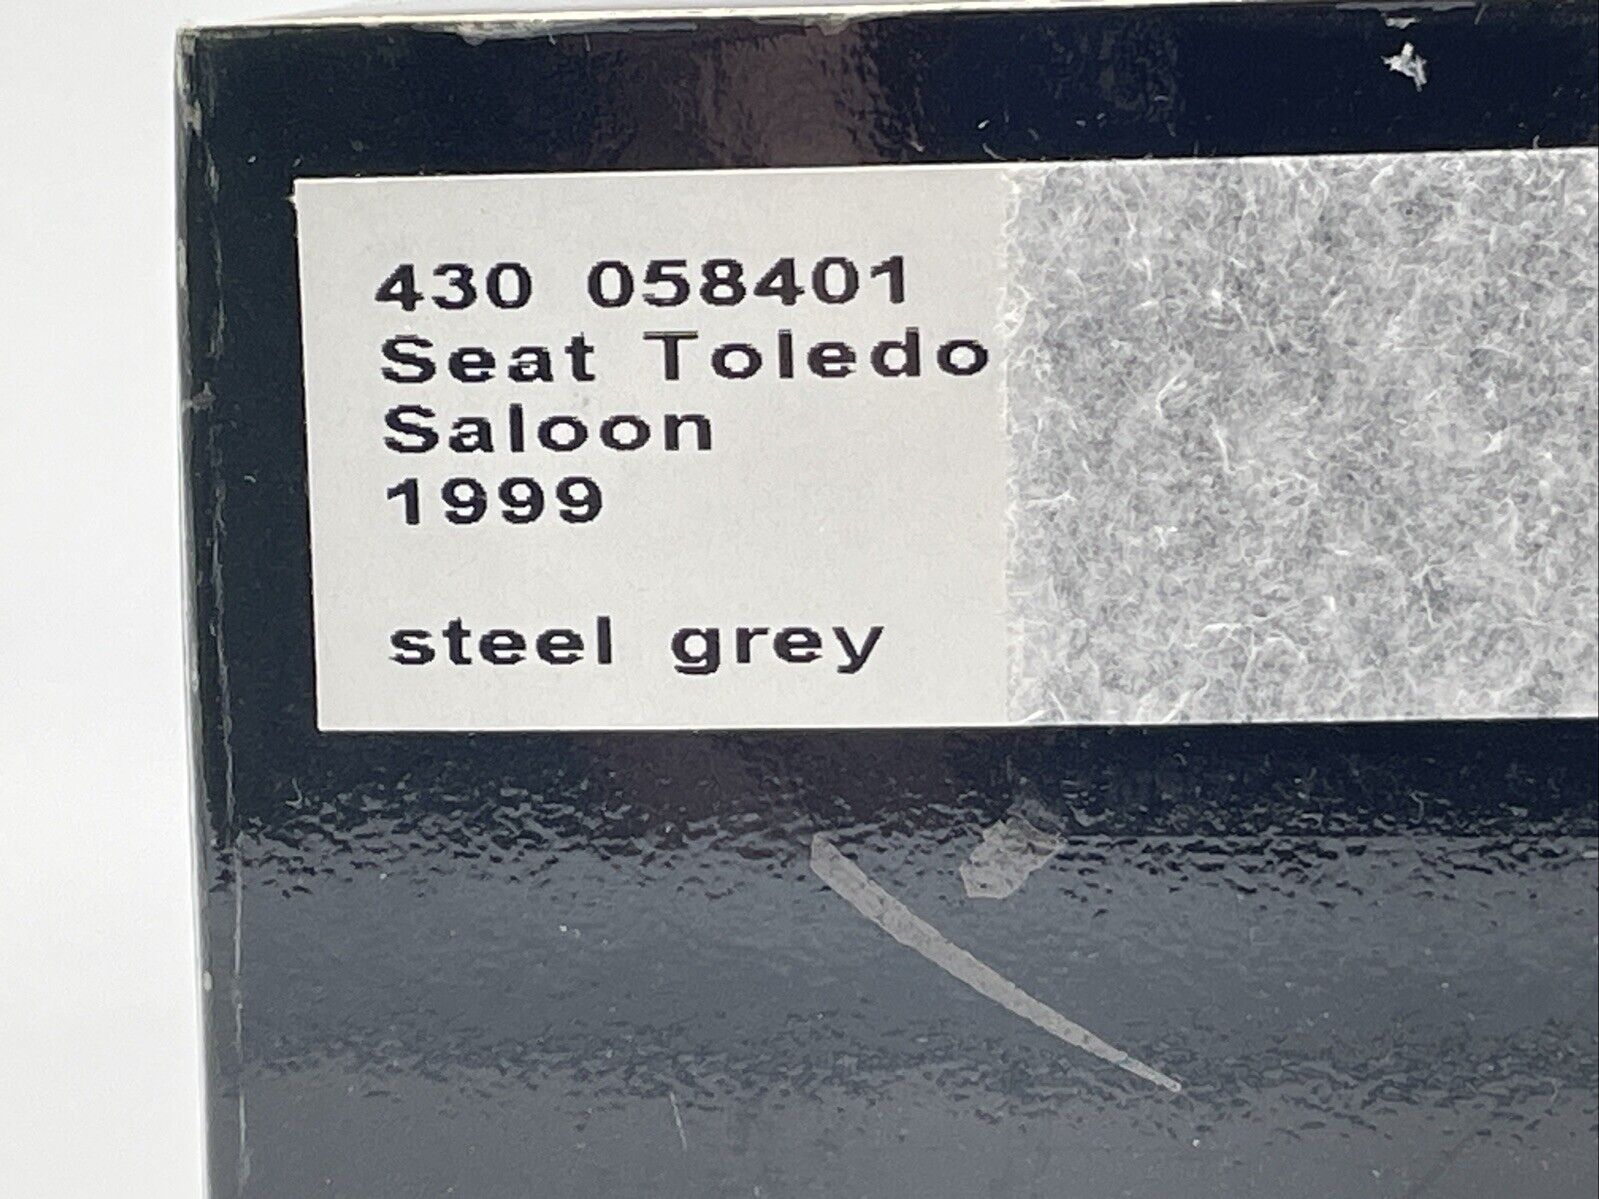 430 058401
Seat Toledo
Saloon
1999
steel grey